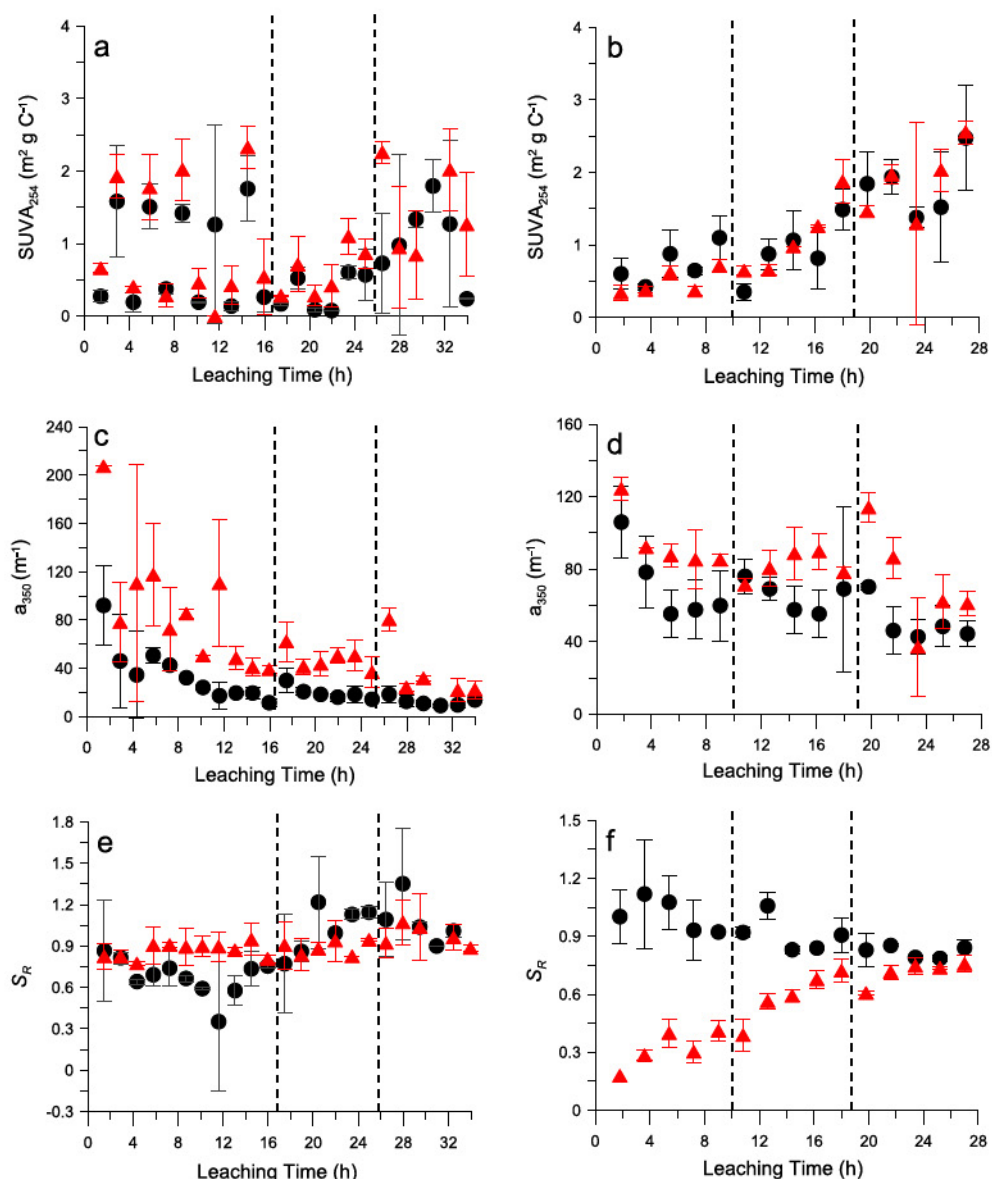 a
SUVA254 (m² g C⁻¹)
4
3
2
1
0
0 4 8 12 16 20 24 28 32
Leaching Time (h)
b
SUVA254 (m² g C⁻¹)
4
3
2
1
0
0 4 8 12 16 20 24 28
Leaching Time (h)
c
a350 (m⁻¹)
240
200
160
120
80
40
0
0 4 8 12 16 20 24 28 32
Leaching Time (h)
d
a350 (m⁻¹)
160
120
80
40
0
0 4 8 12 16 20 24 28
Leaching Time (h)
e
SR
1.8
1.5
1.2
0.9
0.6
0.3
0
-0.3
0 4 8 12 16 20 24 28 32
Leaching Time (h)
f
SR
1.5
1.2
0.9
0.6
0.3
0
0 4 8 12 16 20 24 28
Leaching Time (h)